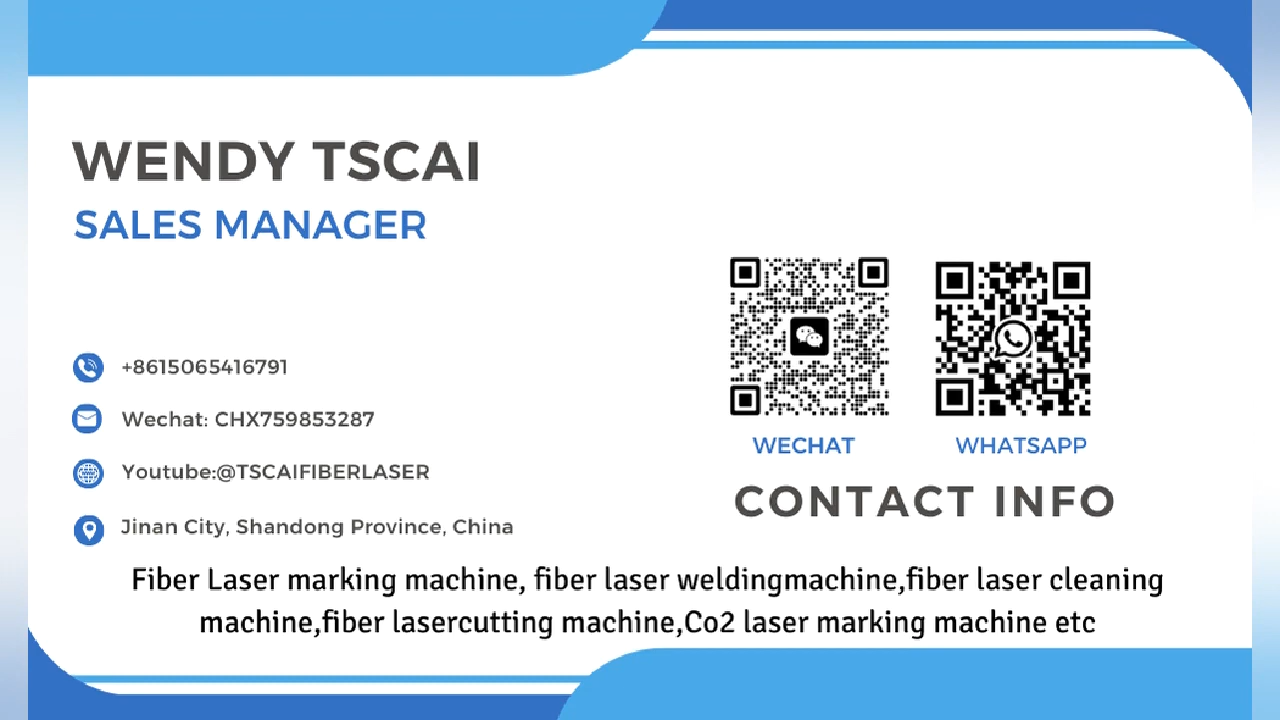 WENDY TSCAI
SALES MANAGER
+8615065416791
Wechat: CHX759853287
Youtube:@TSCAIFIBERLASER
Jinan City, Shandong Province, China
WECHAT
WHATSAPP
CONTACT INFO
Fiber Laser marking machine, fiber laser weldingmachine,fiber laser cleaning
machine,fiber lasercutting machine,Co2 laser marking machine etc